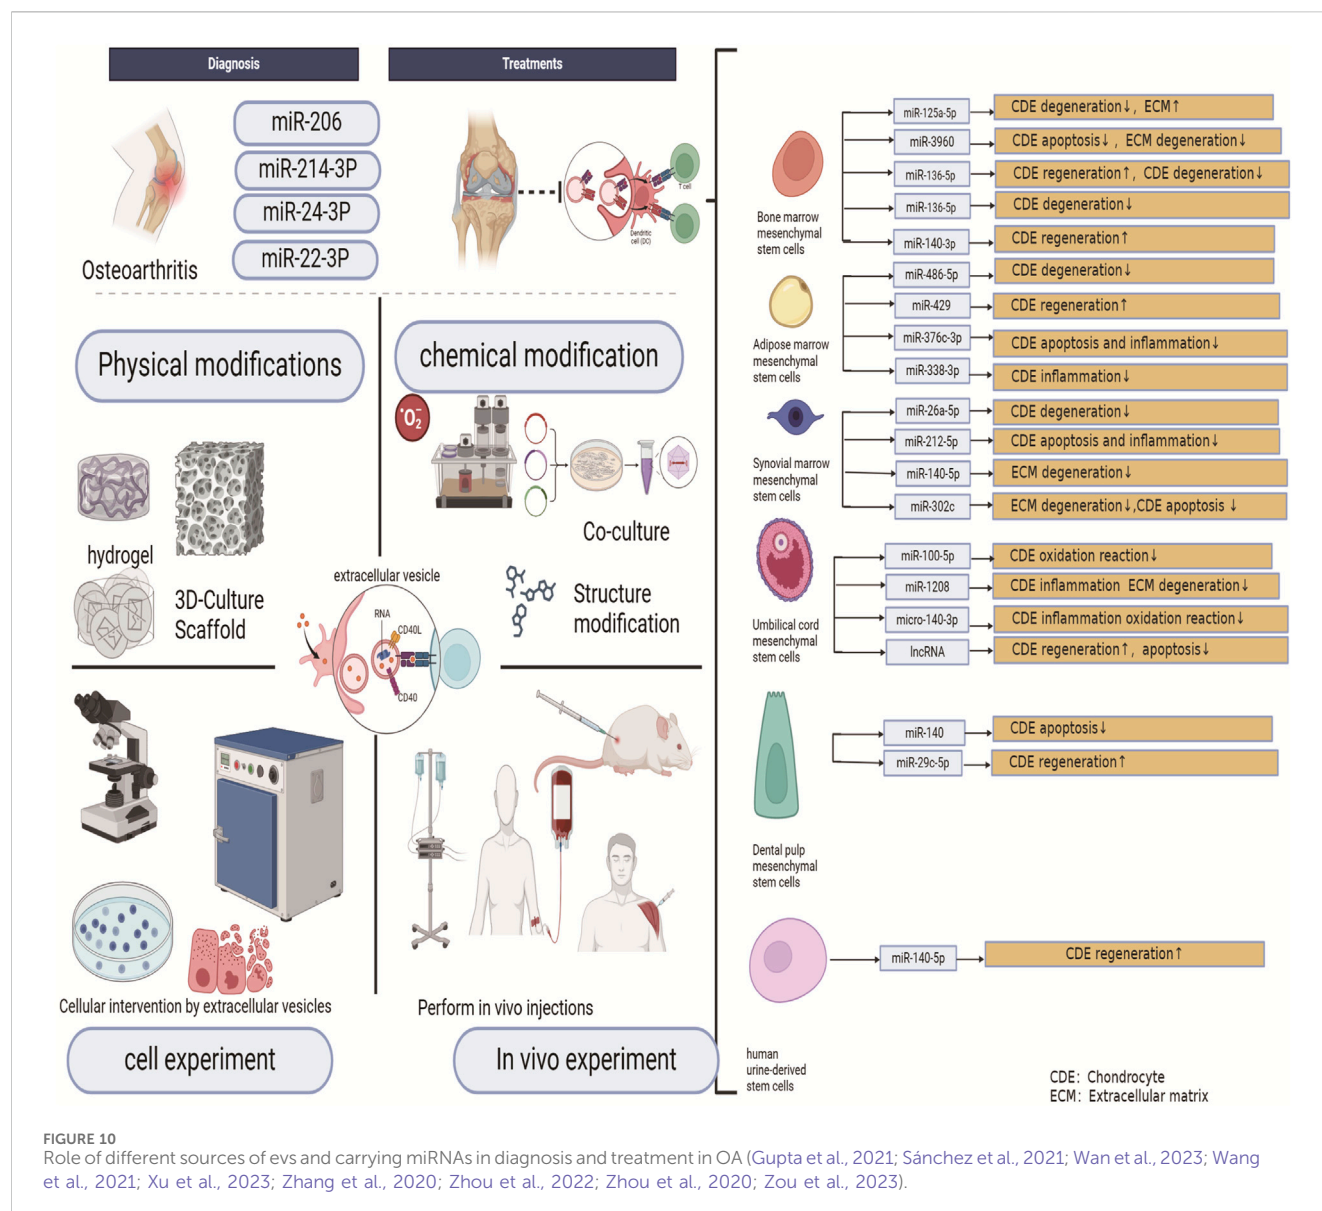 Diagnosis
Treatments
miR-206
miR-214-3P
miR-24-3P
miR-22-3P
Osteoarthritis
T cell
Dendritic
cell (DC)
Physical modifications
chemical modification
hydrogel
3D-Culture
Scaffold
•O₂⁻
Co-culture
Structure
modification
extracellular vesicle
RNA
CD40L
CD40
Cellular intervention by extracellular vesicles
cell experiment
Perform in vivo injections
In vivo experiment
Bone marrow
mesenchymal
stem cells
miR-125a-5p
CDE degeneration↓, ECM↑
miR-3960
CDE apoptosis↓ , ECM degeneration↓
miR-136-5p
CDE regeneration↑, CDE degeneration↓
miR-136-5p
CDE degeneration↓
miR-140-3p
CDE regeneration↑
Adipose marrow
mesenchymal
stem cells
miR-486-5p
CDE degeneration↓
miR-429
CDE regeneration↑
miR-376c-3p
CDE apoptosis and inflammation↓
miR-338-3p
CDE inflammation↓
Synovial marrow
mesenchymal
stem cells
miR-26a-5p
CDE degeneration↓
miR-212-5p
CDE apoptosis and inflammation↓
miR-140-5p
ECM degeneration↓
miR-302c
ECM degeneration↓,CDE apoptosis ↓
Umbilical cord
mesenchymal
stem cells
miR-100-5p
CDE oxidation reaction↓
miR-1208
CDE inflammation ECM degeneration↓
micro-140-3p
CDE inflammation oxidation reaction↓
lncRNA
CDE regeneration↑, apoptosis↓
Dental pulp
mesenchymal
stem cells
miR-140
CDE apoptosis↓
miR-29c-5p
CDE regeneration↑
human
urine-derived
stem cells
miR-140-5p
CDE regeneration↑
CDE: Chondrocyte
ECM: Extracellular matrix
FIGURE 10
Role of different sources of evs and carrying miRNAs in diagnosis and treatment in OA (Gupta et al., 2021; Sánchez et al., 2021; Wan et al., 2023; Wang
et al., 2021; Xu et al., 2023; Zhang et al., 2020; Zhou et al., 2022; Zhou et al., 2020; Zou et al., 2023).